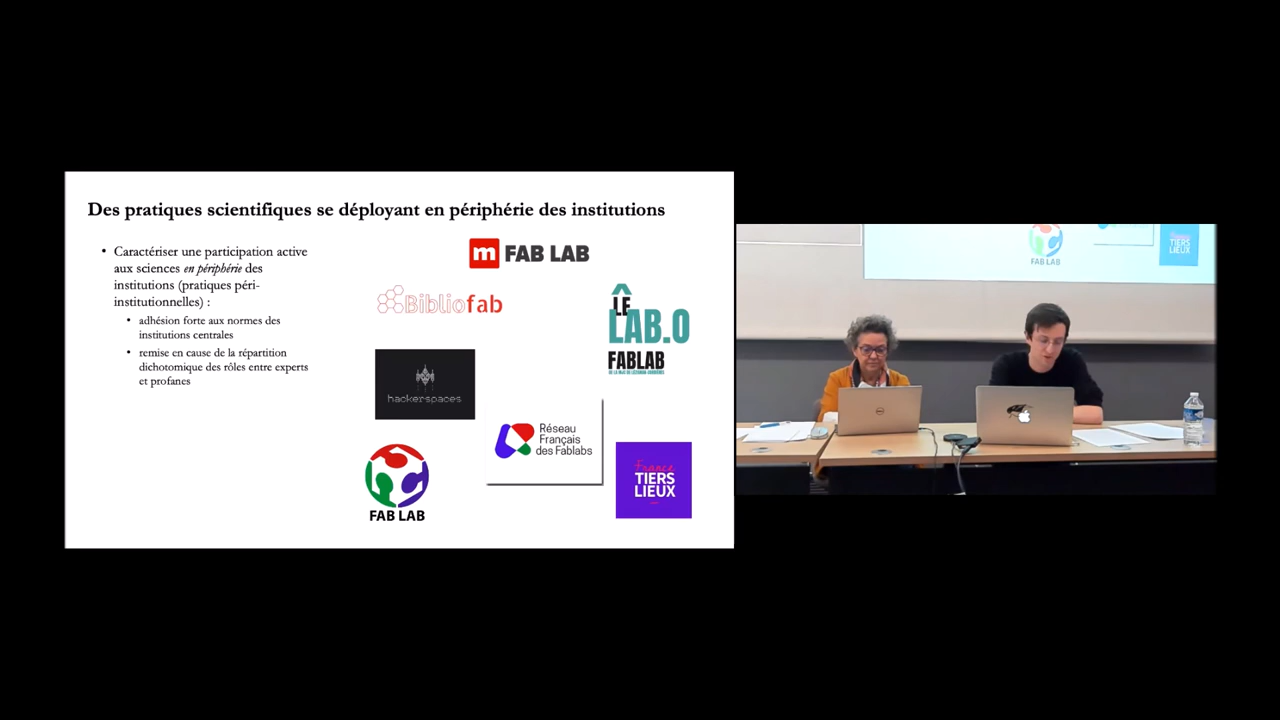 Des pratiques scientifiques se déployant en périphérie des institutions
• Caractériser une participation active
aux sciences en périphérie des
institutions (pratiques péri-
institutionnelles) :
• adhésion forte aux normes des
institutions centrales
• remise en cause de la répartition
dichotomique des rôles entre experts
et profanes
m FAB LAB
Bibliofab
LE
LAB.O
FABLAB
hackerspaces
Réseau
Français
des Fablabs
FAB LAB
France
TIERS
LIEUX
FAB LAB
TIERS
LIEUX
DELL